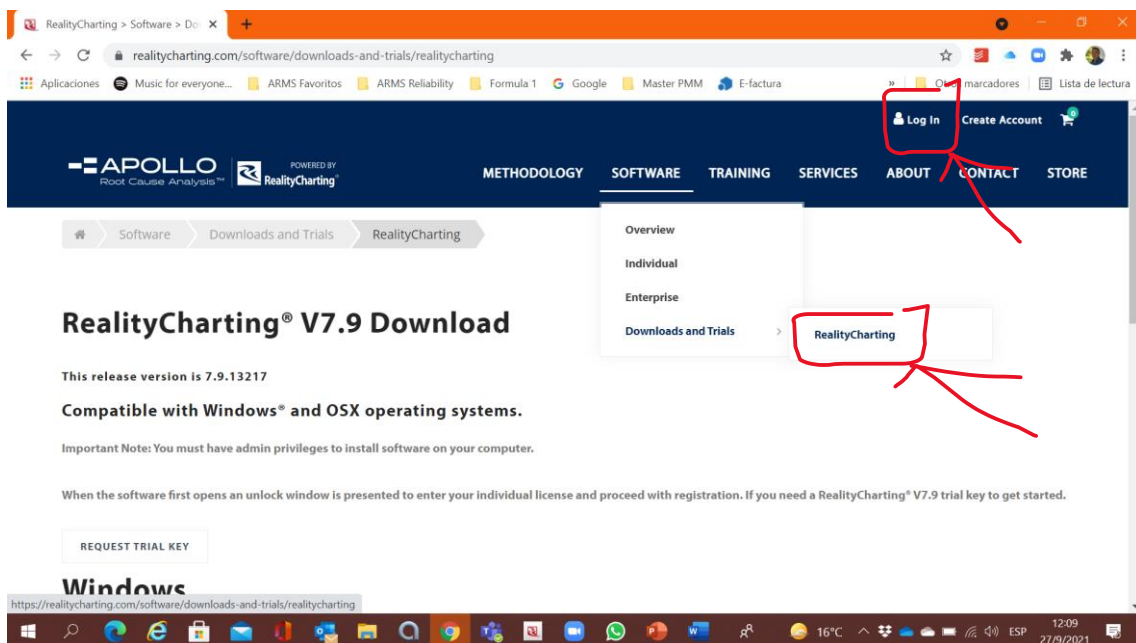 RealityCharting > Software > Do
realitycharting.com/software/downloads-and-trials/realitycharting
Aplicaciones Music for everyone... ARMS Favoritos ARMS Reliability Formula 1 Google Master PMM E-factura » marcadores Lista de lectura
Log In Create Account 0
APOLLO
Root Cause Analysis™
POWERED BY
RealityCharting®
METHODOLOGY SOFTWARE TRAINING SERVICES ABOUT CONTACT STORE
Software Downloads and Trials RealityCharting
Overview
Individual
Enterprise
Downloads and Trials >
RealityCharting
RealityCharting® V7.9 Download
This release version is 7.9.13217
Compatible with Windows® and OSX operating systems.
Important Note: You must have admin privileges to install software on your computer.
When the software first opens an unlock window is presented to enter your individual license and proceed with registration. If you need a RealityCharting® V7.9 trial key to get started.
REQUEST TRIAL KEY
Windows
https://realitycharting.com/software/downloads-and-trials/realitycharting
16°C ESP 12:09
27/9/2021